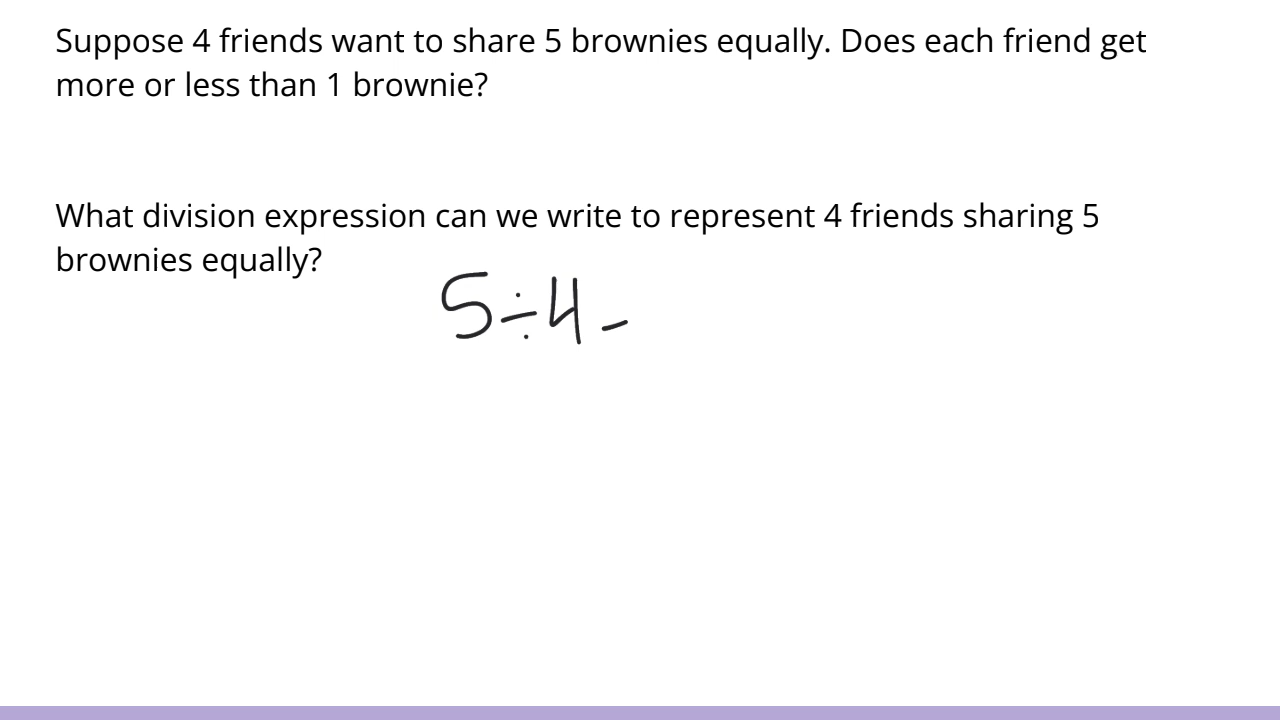 Suppose 4 friends want to share 5 brownies equally. Does each friend get
more or less than 1 brownie?
What division expression can we write to represent 4 friends sharing 5
brownies equally?
5÷4 -